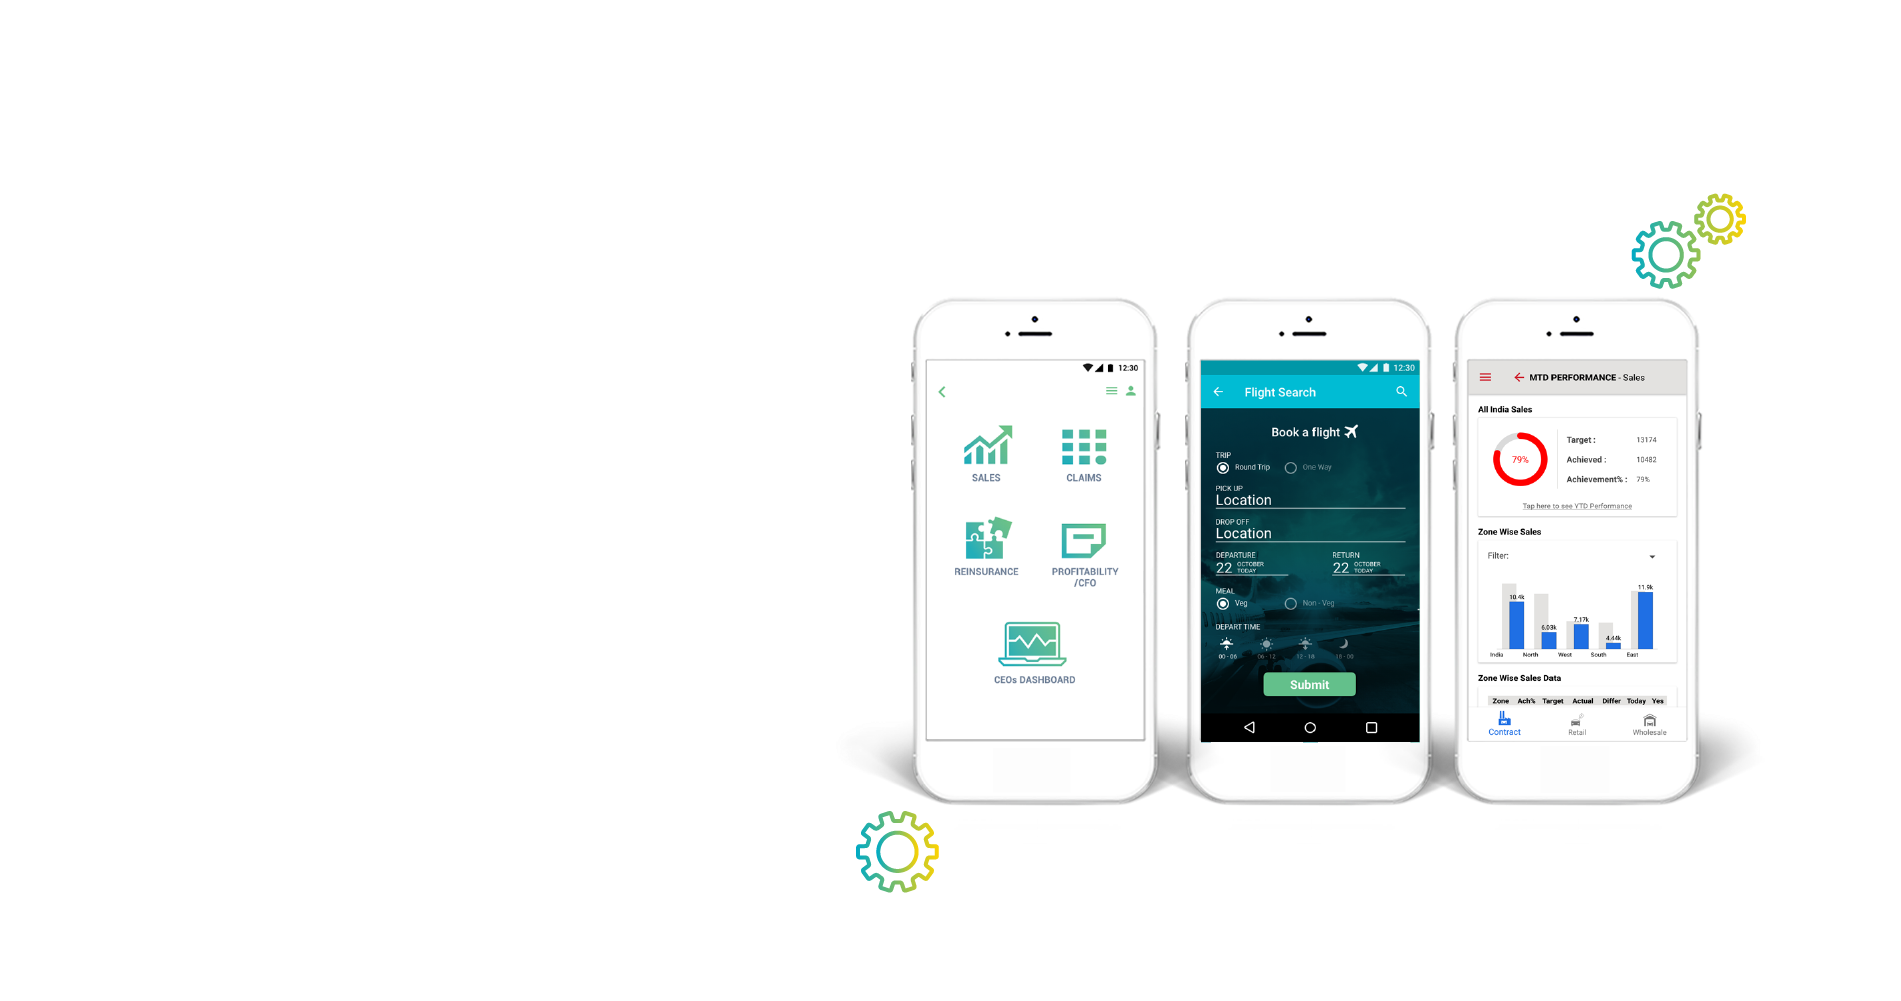 12:30
SALES
CLAIMS
REINSURANCE
PROFITABILITY
/CFO
CEOs DASHBOARD
12:30
Flight Search
Book a flight
TRIP
Round Trip
One Way
PICK UP
Location
DROP OFF
Location
DEPARTURE
RETURN
22 OCTOBER TODAY
22 OCTOBER TODAY
MEAL
Veg
Non - Veg
DEPART TIME
00 - 06
06 - 12
12 - 18
18 - 00
Submit
MTD PERFORMANCE - Sales
All India Sales
79%
Target : 13174
Achieved : 10482
Achievement% : 79%
Tap here to see YTD Performance
Zone Wise Sales
Filter:
10.4k
6.03k
7.17k
4.44k
11.9k
India North West South East
Zone Wise Sales Data
Zone Ach% Target Actual Differ Today Yes
Contract
Retail
Wholesale